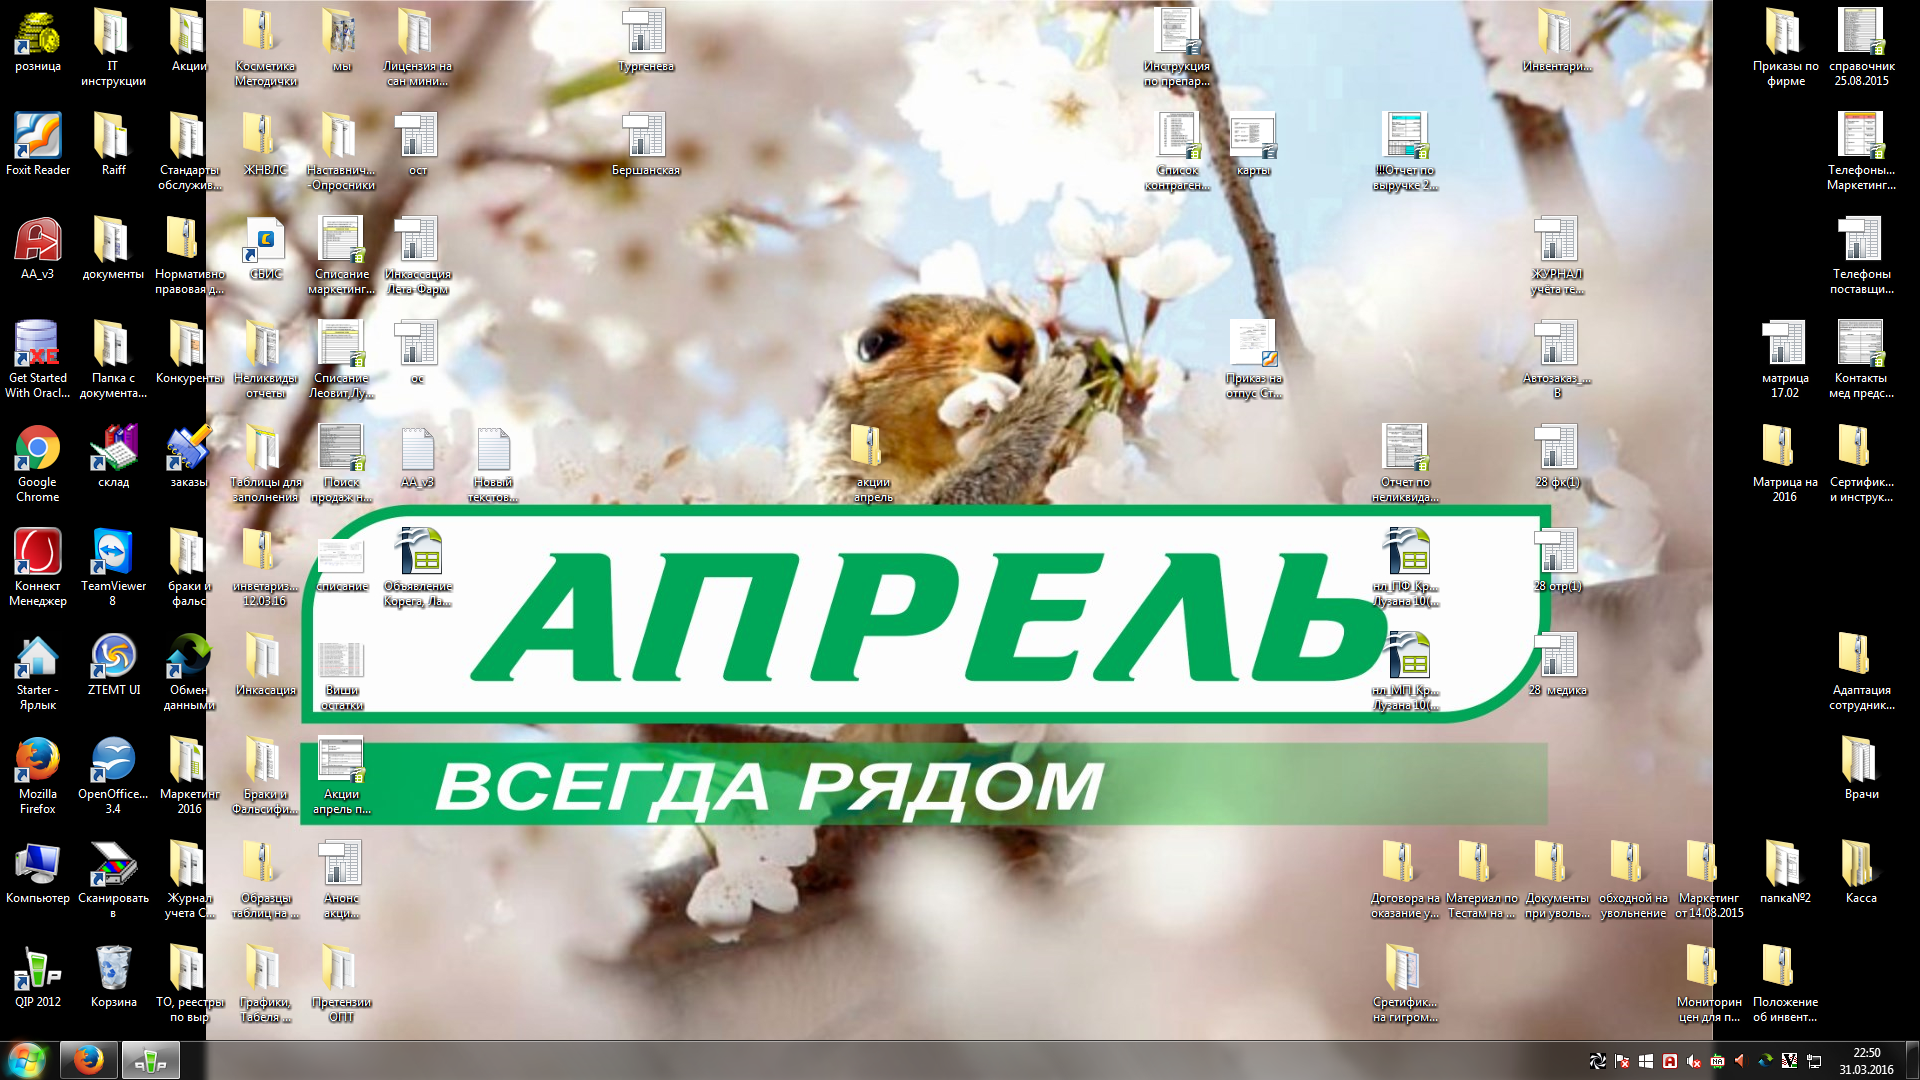 розница
IT
инструкции
Акции
Косметика
Методички
мы
Лицензия на
сан мини...
Тургенева
Инструкция
по препар...
Инвентари...
Приказы по
фирме
справочник
25.08.2015
Foxit Reader
Raiff
Стандарты
обслужив...
ЖНВЛС
Наставнич...
-Опросники
ост
Бершанская
Список
контраген...
карты
!!!Отчет по
выручке 2...
Телефоны...
Маркетинг...
AA_v3
документы
Нормативно
правовая д...
СБИС
Списание
маркетинг...
Инкассация
Лета-Фарм
ЖУРНАЛ
учёта те...
Телефоны
поставщи...
Get Started
With Oracl...
Папка с
документа...
Конкуренты
Неликвиды
отчеты
Списание
Леовит,Лу...
ос
Приказ на
отпус Ст...
Автозаказ_...
В
матрица
17.02
Контакты
мед предс...
Google
Chrome
склад
заказы
Таблицы для
заполнения
Поиск
продаж н...
AA_v3
Новый
текстов...
акции
апрель
Отчет по
неликвида...
28 фк(1)
Матрица на
2016
Сертифик...
и инструк...
АПРЕЛЬ
Коннект
Менеджер
TeamViewer
8
браки и
фальс
инветариз...
12.03.16
списание
Объявление
Корега, Ла...
нл_ПФ_Кр...
Лузана 10(...
28 отр(1)
Starter -
Ярлык
ZTEMT UI
Обмен
данными
Инкасация
Виши
остатки
нл_МП_Кр...
Лузана 10(...
28 медика
Адаптация
сотрудник...
ВСЕГДА РЯДОМ
Mozilla
Firefox
OpenOffice...
3.4
Маркетинг
2016
Браки и
Фальсифи...
Акции
апрель п...
Врачи
Компьютер
Сканировать
в
Журнал
учета С...
Образцы
таблиц на ...
Анонс
акци...
Договора на
оказание у...
Материал по
Тестам на ...
Документы
при уволь...
обходной на
увольнение
Маркетинг
от 14.08.2015
папка№2
Касса
QIP 2012
Корзина
ТО, реестры
по выр
Графики,
Табеля ...
Претензии
ОПТ
Сретифик...
на гигром...
Мониторин
цен для п...
Положение
об инвент...
22:50
31.03.2016